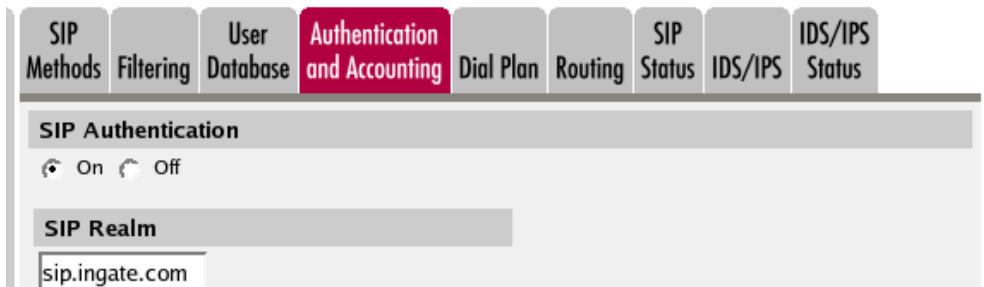 SIP Methods
Filtering
User Database
Authentication and Accounting
Dial Plan
Routing
SIP Status
IDS/IPS
IDS/IPS Status
SIP Authentication
On Off
SIP Realm
sip.ingate.com